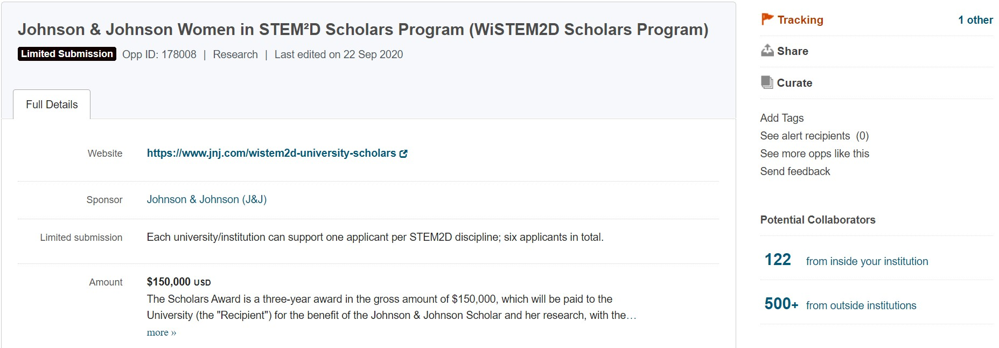 Johnson & Johnson Women in STEM²D Scholars Program (WiSTEM2D Scholars Program)
Limited Submission Opp ID: 178008 | Research | Last edited on 22 Sep 2020
Full Details
Website https://www.jnj.com/wistem2d-university-scholars
Sponsor Johnson & Johnson (J&J)
Limited submission Each university/institution can support one applicant per STEM2D discipline; six applicants in total.
Amount $150,000 USD
The Scholars Award is a three-year award in the gross amount of $150,000, which will be paid to the
University (the "Recipient") for the benefit of the Johnson & Johnson Scholar and her research, with the…
more »
Tracking 1 other
Share
Curate
Add Tags
See alert recipients (0)
See more opps like this
Send feedback
Potential Collaborators
122 from inside your institution
500+ from outside institutions